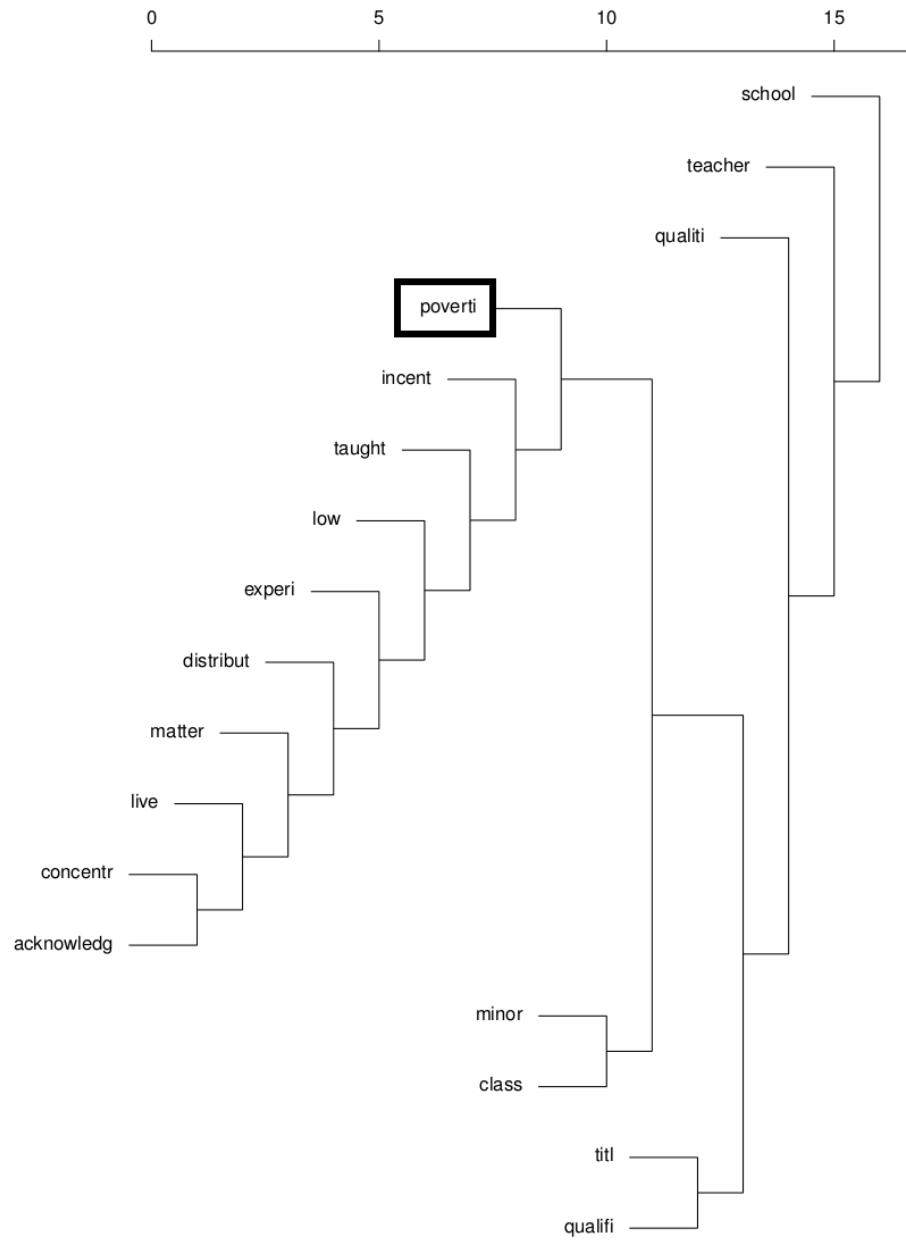 0 5 10 15
school
teacher
qualiti
poverti
incent
taught
low
experi
distribut
matter
live
concentr
acknowledg
minor
class
titl
qualifi